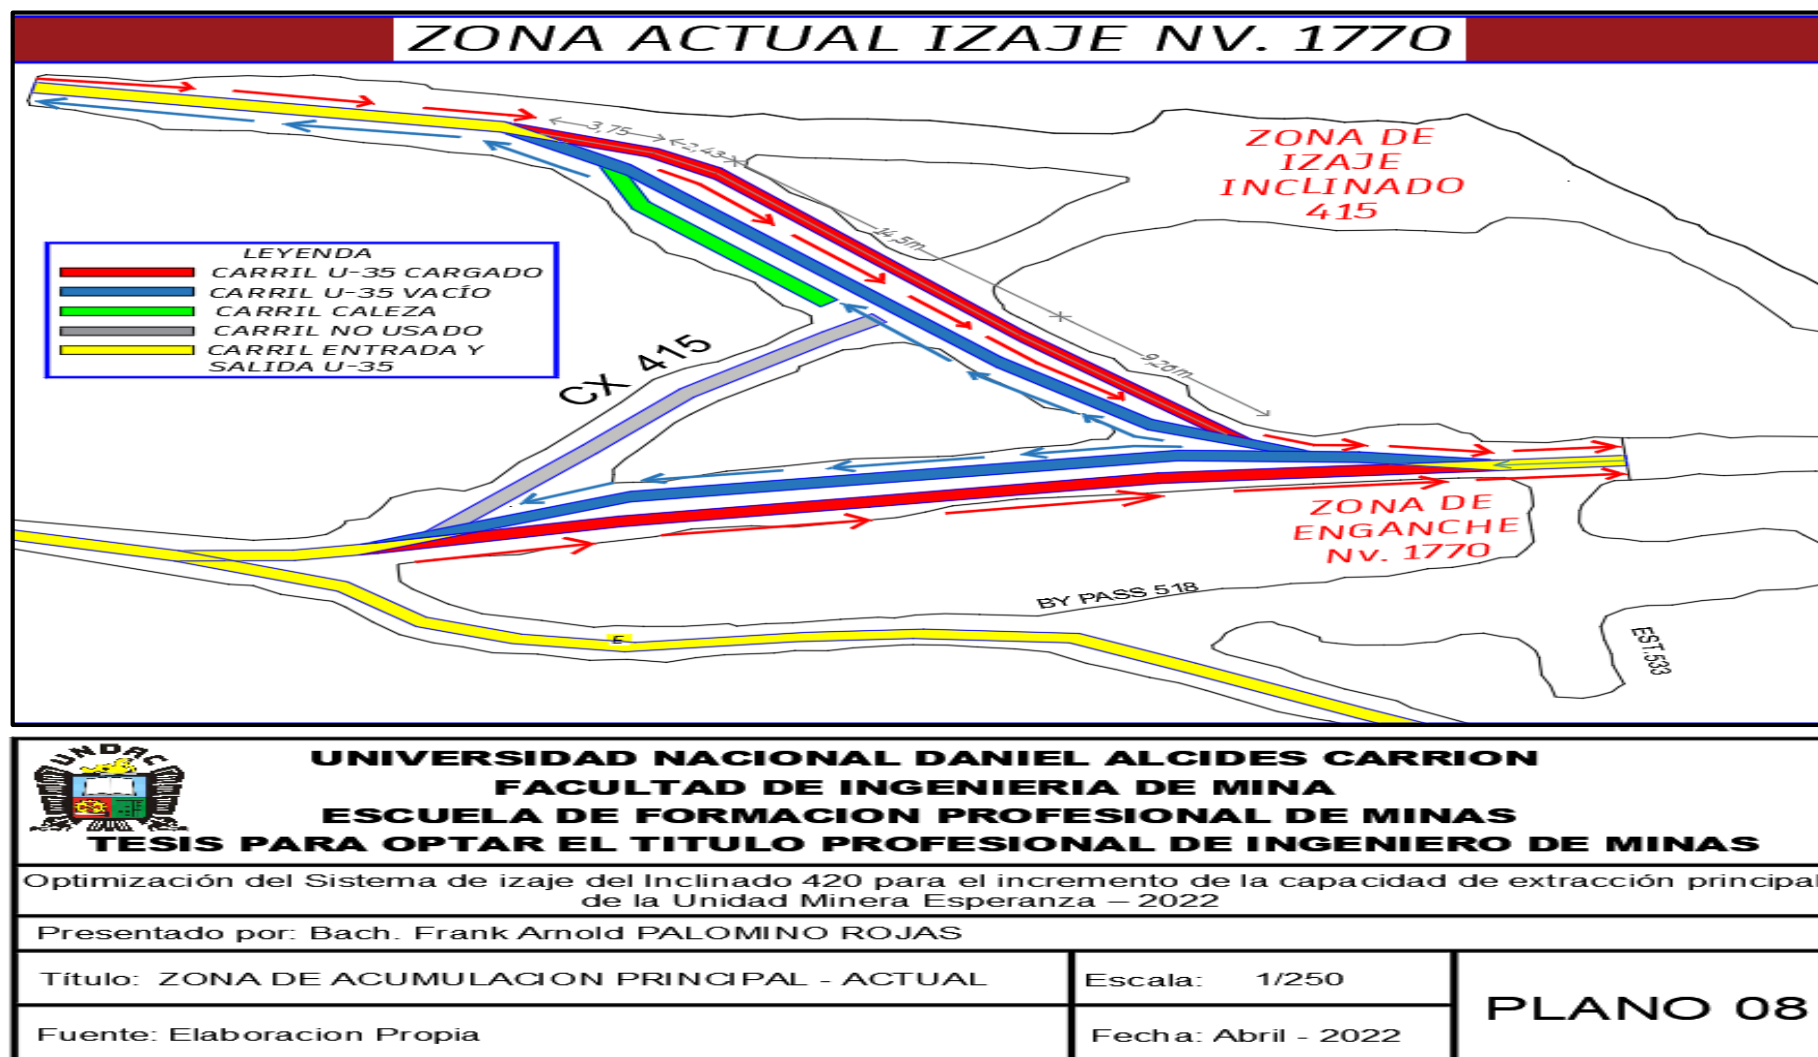 ZONA ACTUAL IZAJE NV. 1770
3,75
2,43
ZONA DE
IZAJE
INCLINADO
415
14,5m
LEYENDA
CARRIL U-35 CARGADO
CARRIL U-35 VACÍO
CARRIL CALEZA
CARRIL NO USADO
CARRIL ENTRADA Y
SALIDA U-35
CX 415
9,20m
ZONA DE
ENGANCHE
NV. 1770
BY PASS 518
E
EST.533
UNDAC
UNIVERSIDAD NACIONAL DANIEL ALCIDES CARRION
FACULTAD DE INGENIERIA DE MINA
ESCUELA DE FORMACION PROFESIONAL DE MINAS
TESIS PARA OPTAR EL TITULO PROFESIONAL DE INGENIERO DE MINAS
Optimización del Sistema de izaje del Inclinado 420 para el incremento de la capacidad de extracción principal
de la Unidad Minera Esperanza – 2022
Presentado por: Bach. Frank Arnold PALOMINO ROJAS
Título: ZONA DE ACUMULACION PRINCIPAL - ACTUAL
Escala: 1/250
PLANO 08
Fuente: Elaboracion Propia
Fecha: Abril - 2022